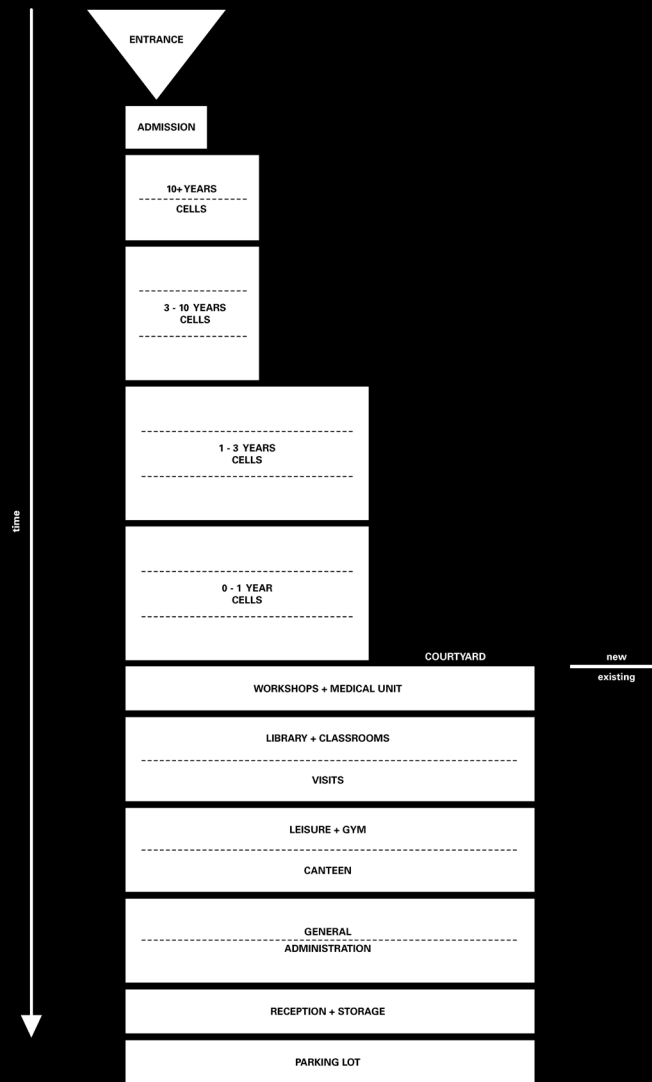 ENTRANCE
ADMISSION
10+ YEARS
CELLS
3 - 10 YEARS
CELLS
1 - 3 YEARS
CELLS
time
0 - 1 YEAR
CELLS
COURTYARD
new
existing
WORKSHOPS + MEDICAL UNIT
LIBRARY + CLASSROOMS
VISITS
LEISURE + GYM
CANTEEN
GENERAL
ADMINISTRATION
RECEPTION + STORAGE
PARKING LOT